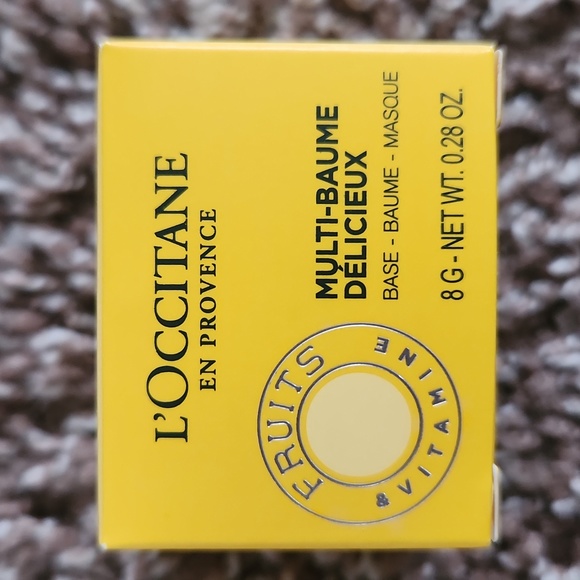 L'OCCITANE
EN PROVENCE
MULTI-BAUME
DÉLICIEUX
BASE - BAUME - MASQUE
8 G - NET WT. 0.28 OZ.
FRUITS
& VITAMINE